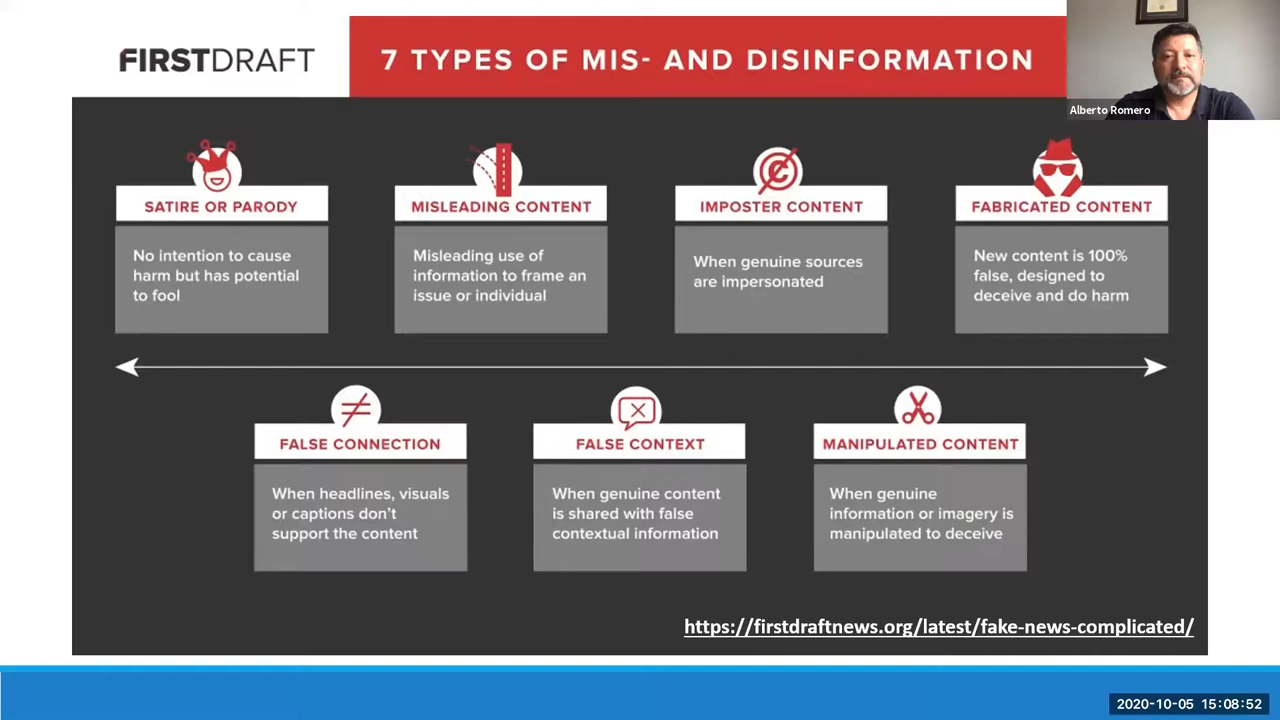 FIRSTDRAFT
7 TYPES OF MIS- AND DISINFORMATION
Alberto Romero
SATIRE OR PARODY
No intention to cause
harm but has potential
to fool
MISLEADING CONTENT
Misleading use of
information to frame an
issue or individual
IMPOSTER CONTENT
When genuine sources
are impersonated
FABRICATED CONTENT
New content is 100%
false, designed to
deceive and do harm
FALSE CONNECTION
When headlines, visuals
or captions don't
support the content
FALSE CONTEXT
When genuine content
is shared with false
contextual information
MANIPULATED CONTENT
When genuine
information or imagery is
manipulated to deceive
https://firstdraftnews.org/latest/fake-news-complicated/
2020-10-05 15:08:52